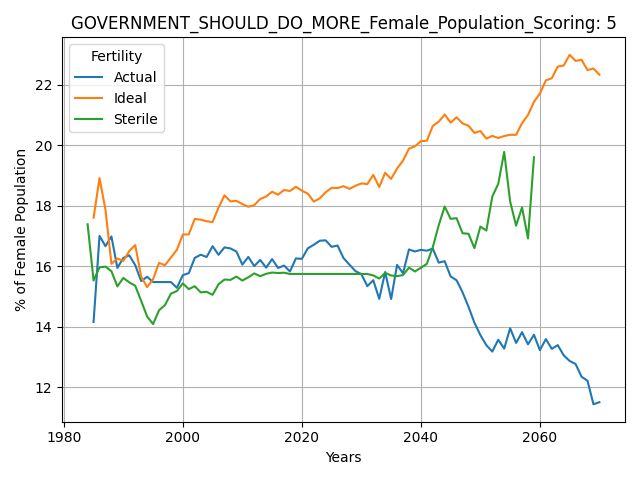 GOVERNMENT_SHOULD_DO_MORE_Female_Population_Scoring: 5
Fertility
Actual
Ideal
Sterile
% of Female Population
22
20
18
16
14
12
1980 2000 2020 2040 2060
Years